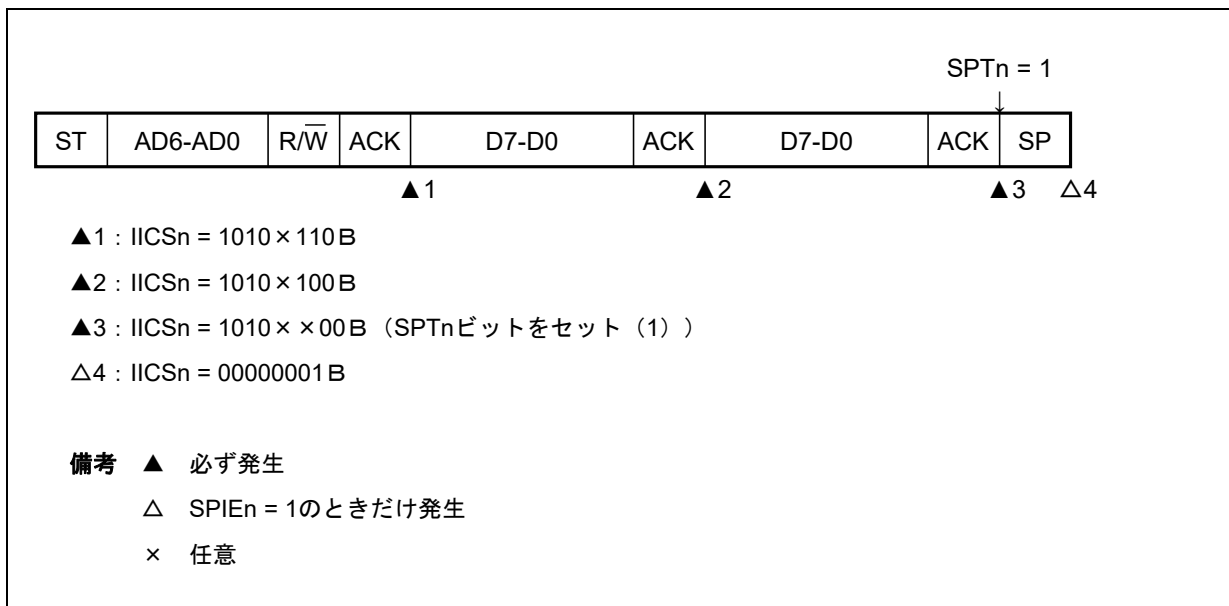 SPTn = 1
↓
ST AD6-AD0 R/W̅ ACK D7-D0 ACK D7-D0 ACK SP
▲1 ▲2 ▲3 △4
▲1：IICSn = 1010×110B
▲2：IICSn = 1010×100B
▲3：IICSn = 1010××00B（SPTnビットをセット（1））
△4：IICSn = 00000001B
備考 ▲ 必ず発生
△ SPIEn = 1のときだけ発生
× 任意